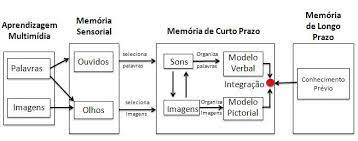 Aprendizagem
Multimídia
Palavras
Imagens
Memória
Sensorial
Ouvidos
Olhos
seleciona
palavras
seleciona
imagens
Memória de Curto Prazo
Sons
Imagens
Organiza
palavras
Organiza
Imagens
Modelo
Verbal
Integração
Modelo
Pictorial
Memória
de Longo
Prazo
Conhecimento
Prévio